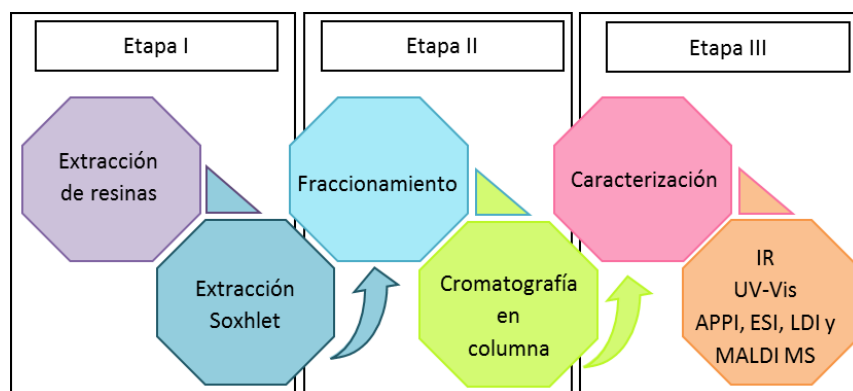 Etapa I
Etapa II
Etapa III
Extracción
de resinas
Extracción
Soxhlet
Fraccionamiento
Cromatografía
en
columna
Caracterización
IR
UV-Vis
APPI, ESI, LDI y
MALDI MS